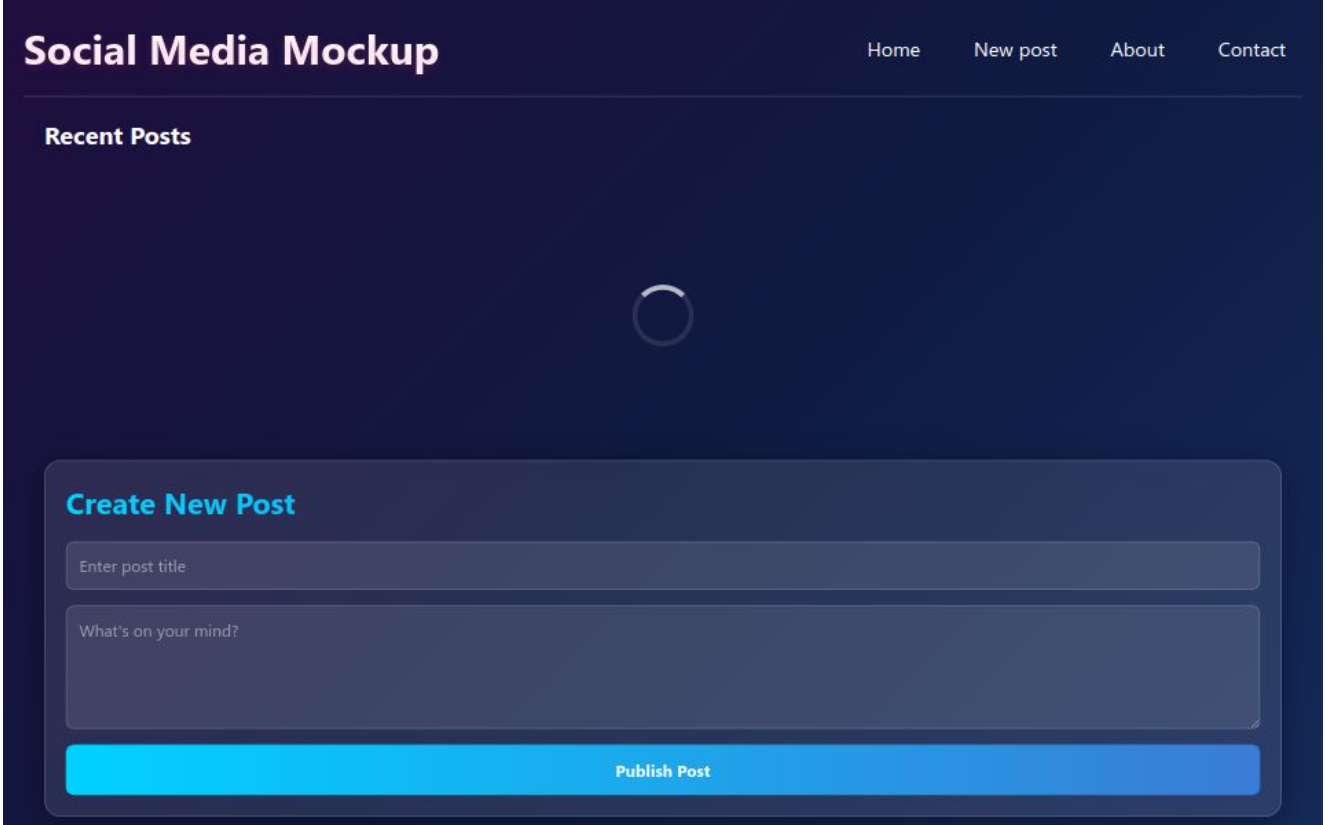 Social Media Mockup
Home New post About Contact
Recent Posts
Create New Post
Enter post title
What's on your mind?
Publish Post